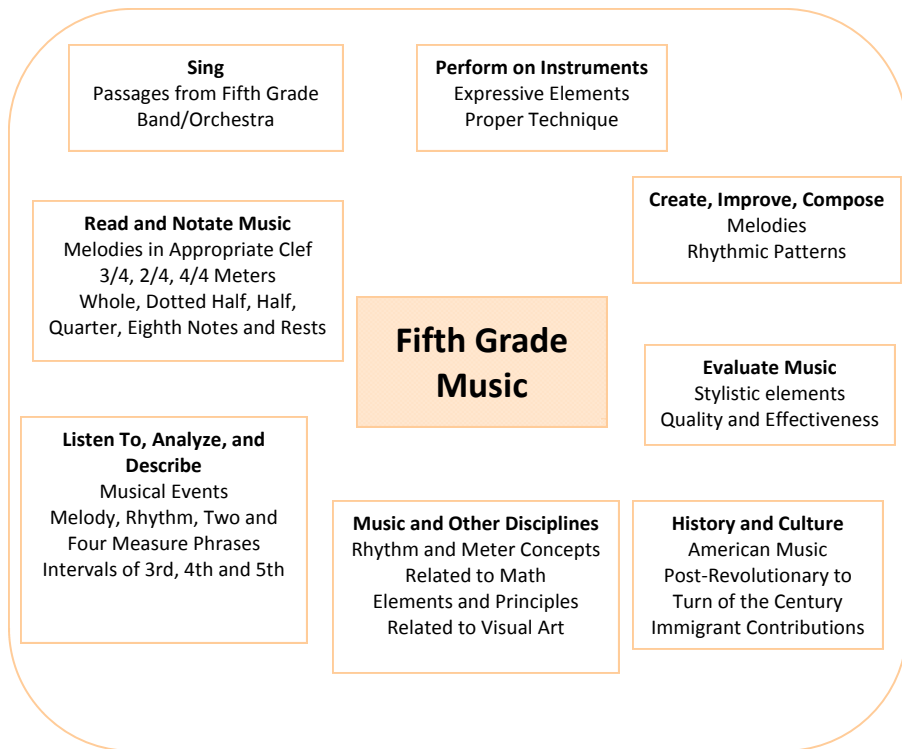 Sing
Passages from Fifth Grade
Band/Orchestra
Perform on Instruments
Expressive Elements
Proper Technique
Read and Notate Music
Melodies in Appropriate Clef
3/4, 2/4, 4/4 Meters
Whole, Dotted Half, Half,
Quarter, Eighth Notes and Rests
Create, Improve, Compose
Melodies
Rhythmic Patterns
Fifth Grade
Music
Evaluate Music
Stylistic elements
Quality and Effectiveness
Listen To, Analyze, and
Describe
Musical Events
Melody, Rhythm, Two and
Four Measure Phrases
Intervals of 3rd, 4th and 5th
Music and Other Disciplines
Rhythm and Meter Concepts
Related to Math
Elements and Principles
Related to Visual Art
History and Culture
American Music
Post-Revolutionary to
Turn of the Century
Immigrant Contributions